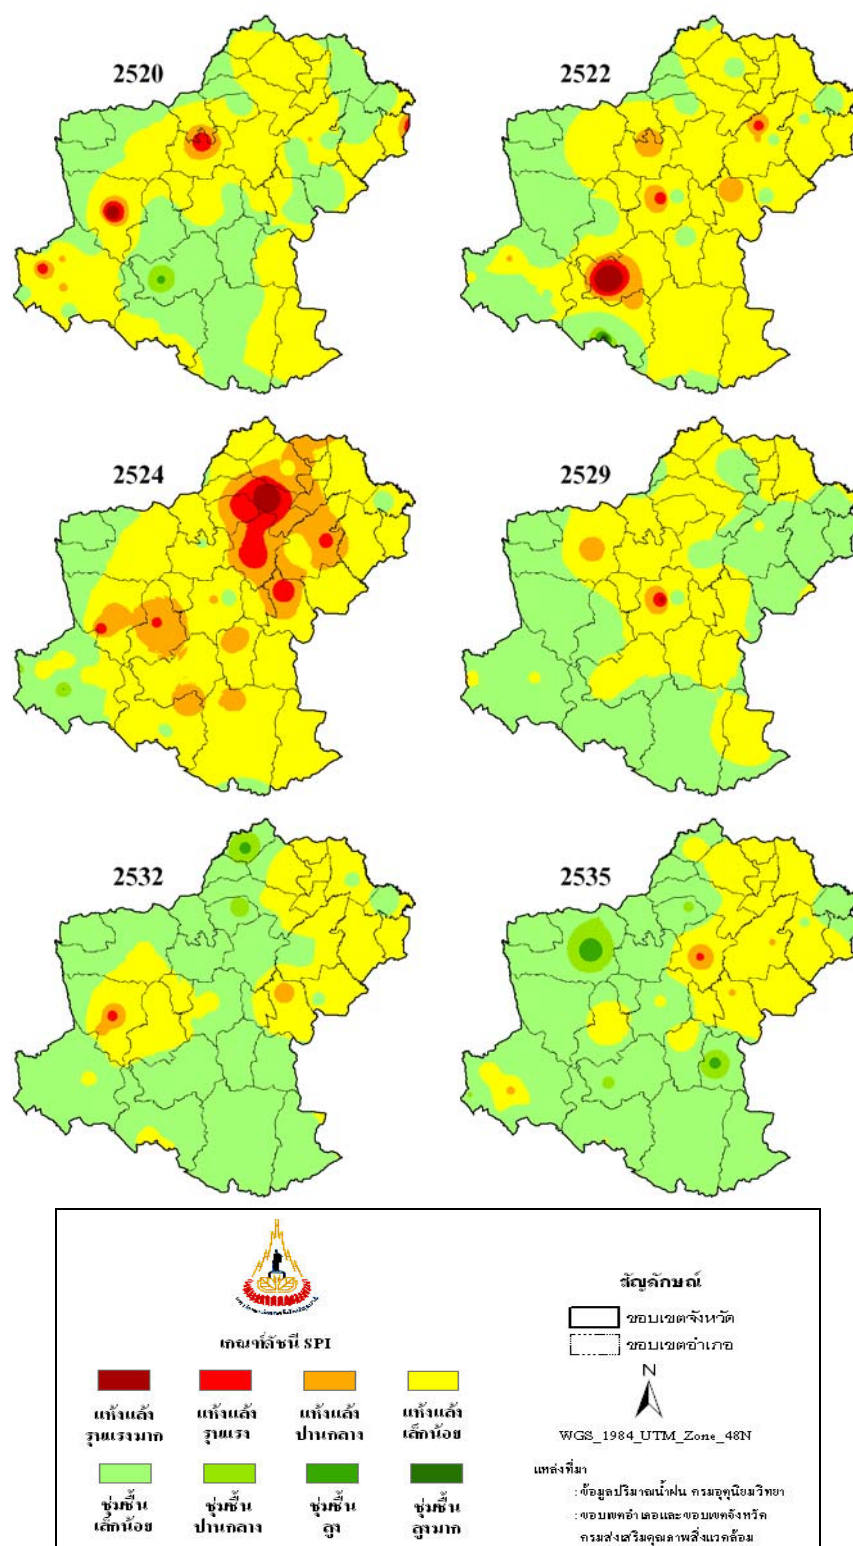 2520
2522
2524
2529
2532
2535
เกณฑ์ดัชนี SPI
แห้งแล้ง
รุนแรงมาก
แห้งแล้ง
รุนแรง
แห้งแล้ง
ปานกลาง
แห้งแล้ง
เล็กน้อย
ชุ่มชื้น
เล็กน้อย
ชุ่มชื้น
ปานกลาง
ชุ่มชื้น
สูง
ชุ่มชื้น
สูงมาก
สัญลักษณ์
ขอบเขตจังหวัด
ขอบเขตอำเภอ
N
WGS_1984_UTM_Zone_48N
แหล่งที่มา
: ข้อมูลปริมาณน้ำฝน กรมอุตุนิยมวิทยา
: ขอบเขตอำเภอและขอบเขตจังหวัด
กรมส่งเสริมคุณภาพสิ่งแวดล้อม